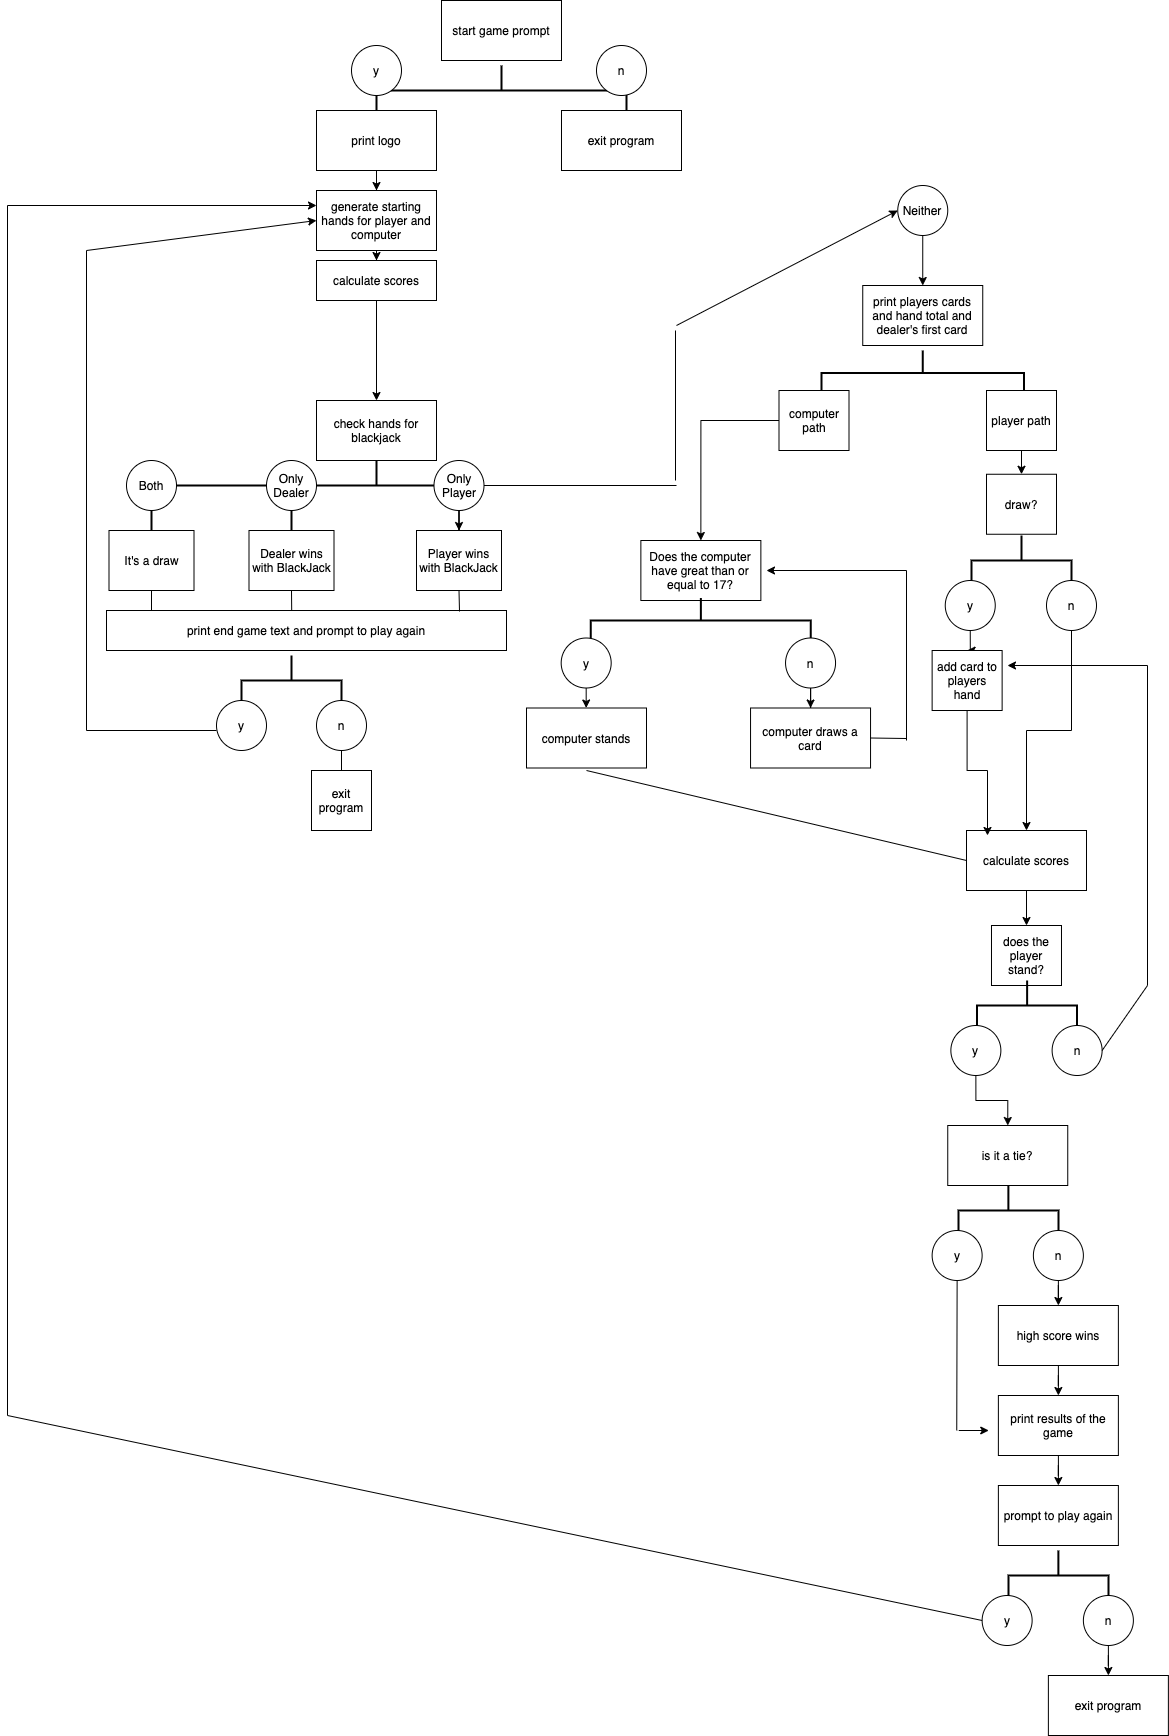 start game prompt
y
n
print logo
exit program
generate starting
hands for player and
computer
calculate scores
check hands for
blackjack
Both
Only
Dealer
Only
Player
It's a draw
Dealer wins
with BlackJack
Player wins
with BlackJack
print end game text and prompt to play again
y
n
exit
program
Neither
print players cards
and hand total and
dealer's first card
computer
path
player path
Does the computer
have great than or
equal to 17?
y
n
computer stands
computer draws a
card
draw?
y
n
add card to
players
hand
calculate scores
does the
player
stand?
y
n
is it a tie?
y
n
high score wins
print results of the
game
prompt to play again
y
n
exit program